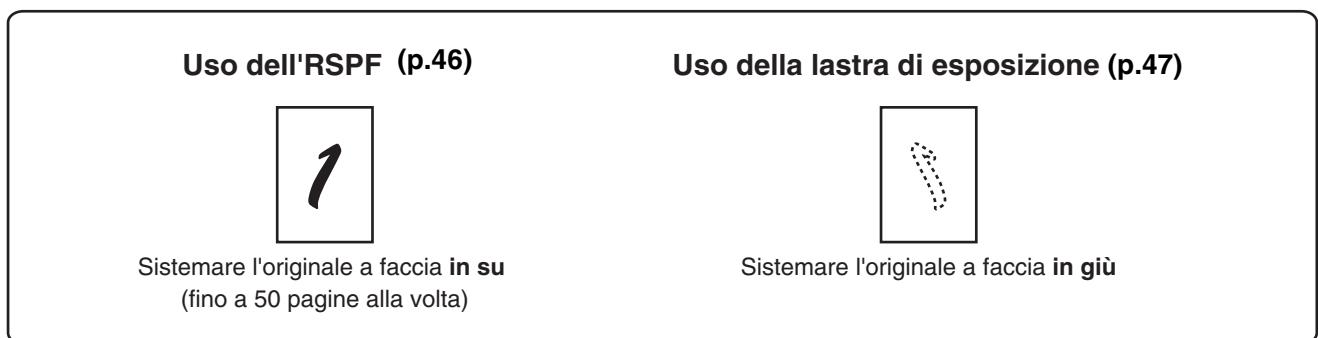 Uso dell'RSPF (p.46)
1
Sistemare l'originale a faccia in su
(fino a 50 pagine alla volta)
Uso della lastra di esposizione (p.47)
1
Sistemare l'originale a faccia in giù